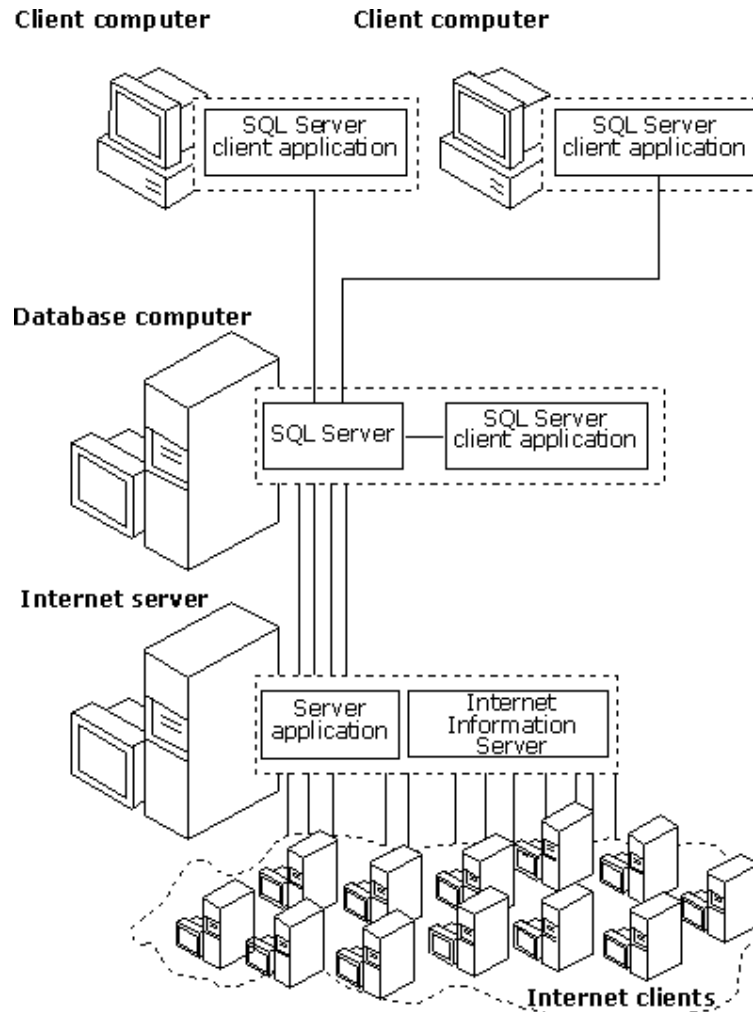 Client computer
Client computer
SQL Server
client application
SQL Server
client application
Database computer
SQL Server
SQL Server
client application
Internet server
Server
application
Internet
Information
Server
Internet clients